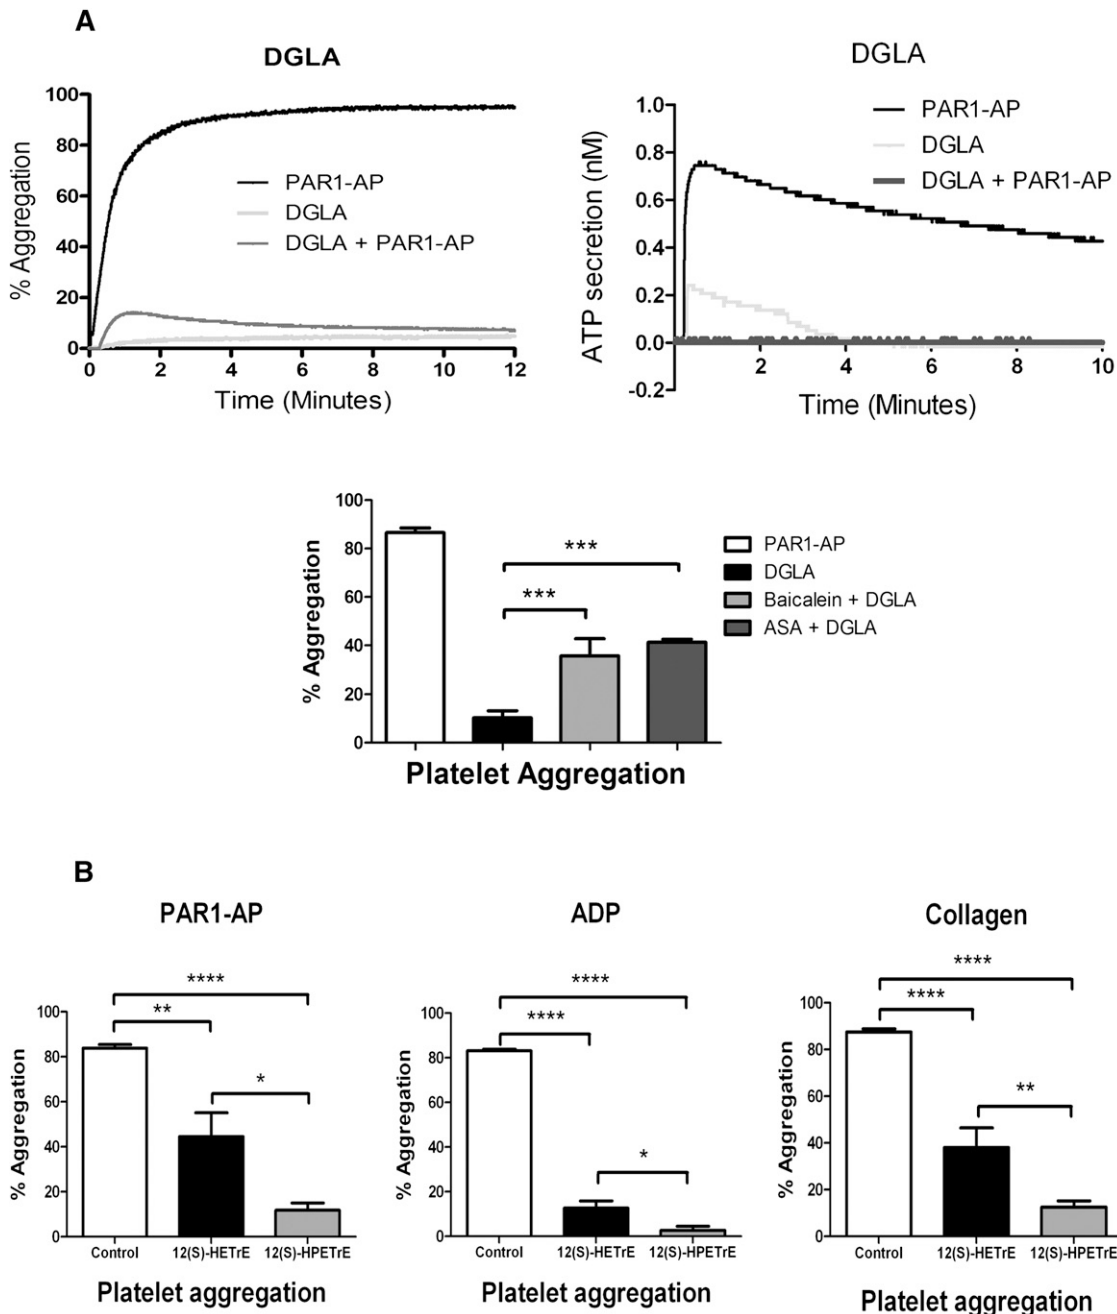 A
DGLA
% Aggregation
100
80
60
40
20
0
PAR1-AP
DGLA
DGLA + PAR1-AP
0 2 4 6 8 10 12
Time (Minutes)
DGLA
ATP secretion (nM)
1.0
0.8
0.6
0.4
0.2
0.0
-0.2
PAR1-AP
DGLA
DGLA + PAR1-AP
2 4 6 8 10
Time (Minutes)
% Aggregation
100
80
60
40
20
0
***
***
PAR1-AP
DGLA
Baicalein + DGLA
ASA + DGLA
Platelet Aggregation
B
PAR1-AP
% Aggregation
100
80
60
40
20
0
****
**
*
Control 12(S)-HETrE 12(S)-HPETrE
Platelet aggregation
ADP
% Aggregation
100
80
60
40
20
0
****
****
*
Control 12(S)-HETrE 12(S)-HPETrE
Platelet aggregation
Collagen
% Aggregation
100
80
60
40
20
0
****
****
**
Control 12(S)-HETrE 12(S)-HPETrE
Platelet aggregation